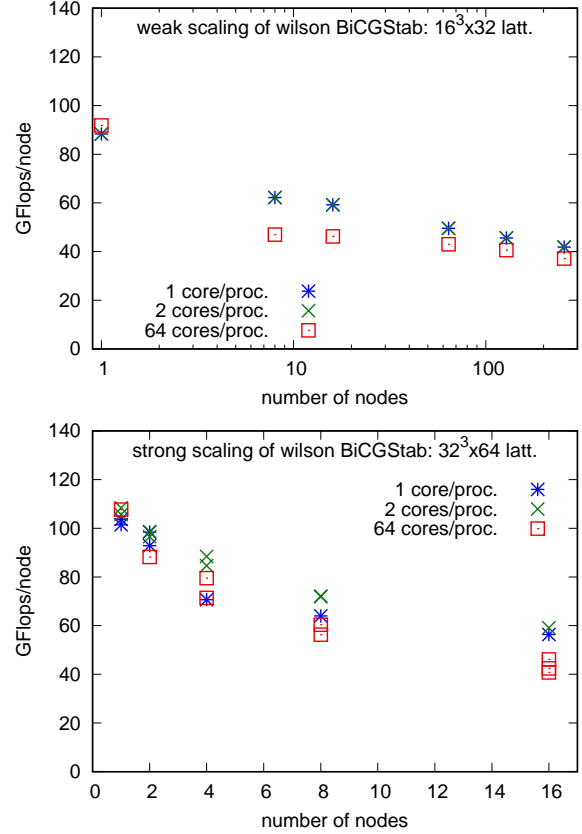 weak scaling of wilson BiCGStab: 16³x32 latt.
140
120
100
80
60
40
20
0
GFlops/node
1 core/proc.
2 cores/proc.
64 cores/proc.
1 10 100
number of nodes
strong scaling of wilson BiCGStab: 32³x64 latt.
140
120
100
80
60
40
20
0
GFlops/node
1 core/proc.
2 cores/proc.
64 cores/proc.
0 2 4 6 8 10 12 14 16
number of nodes